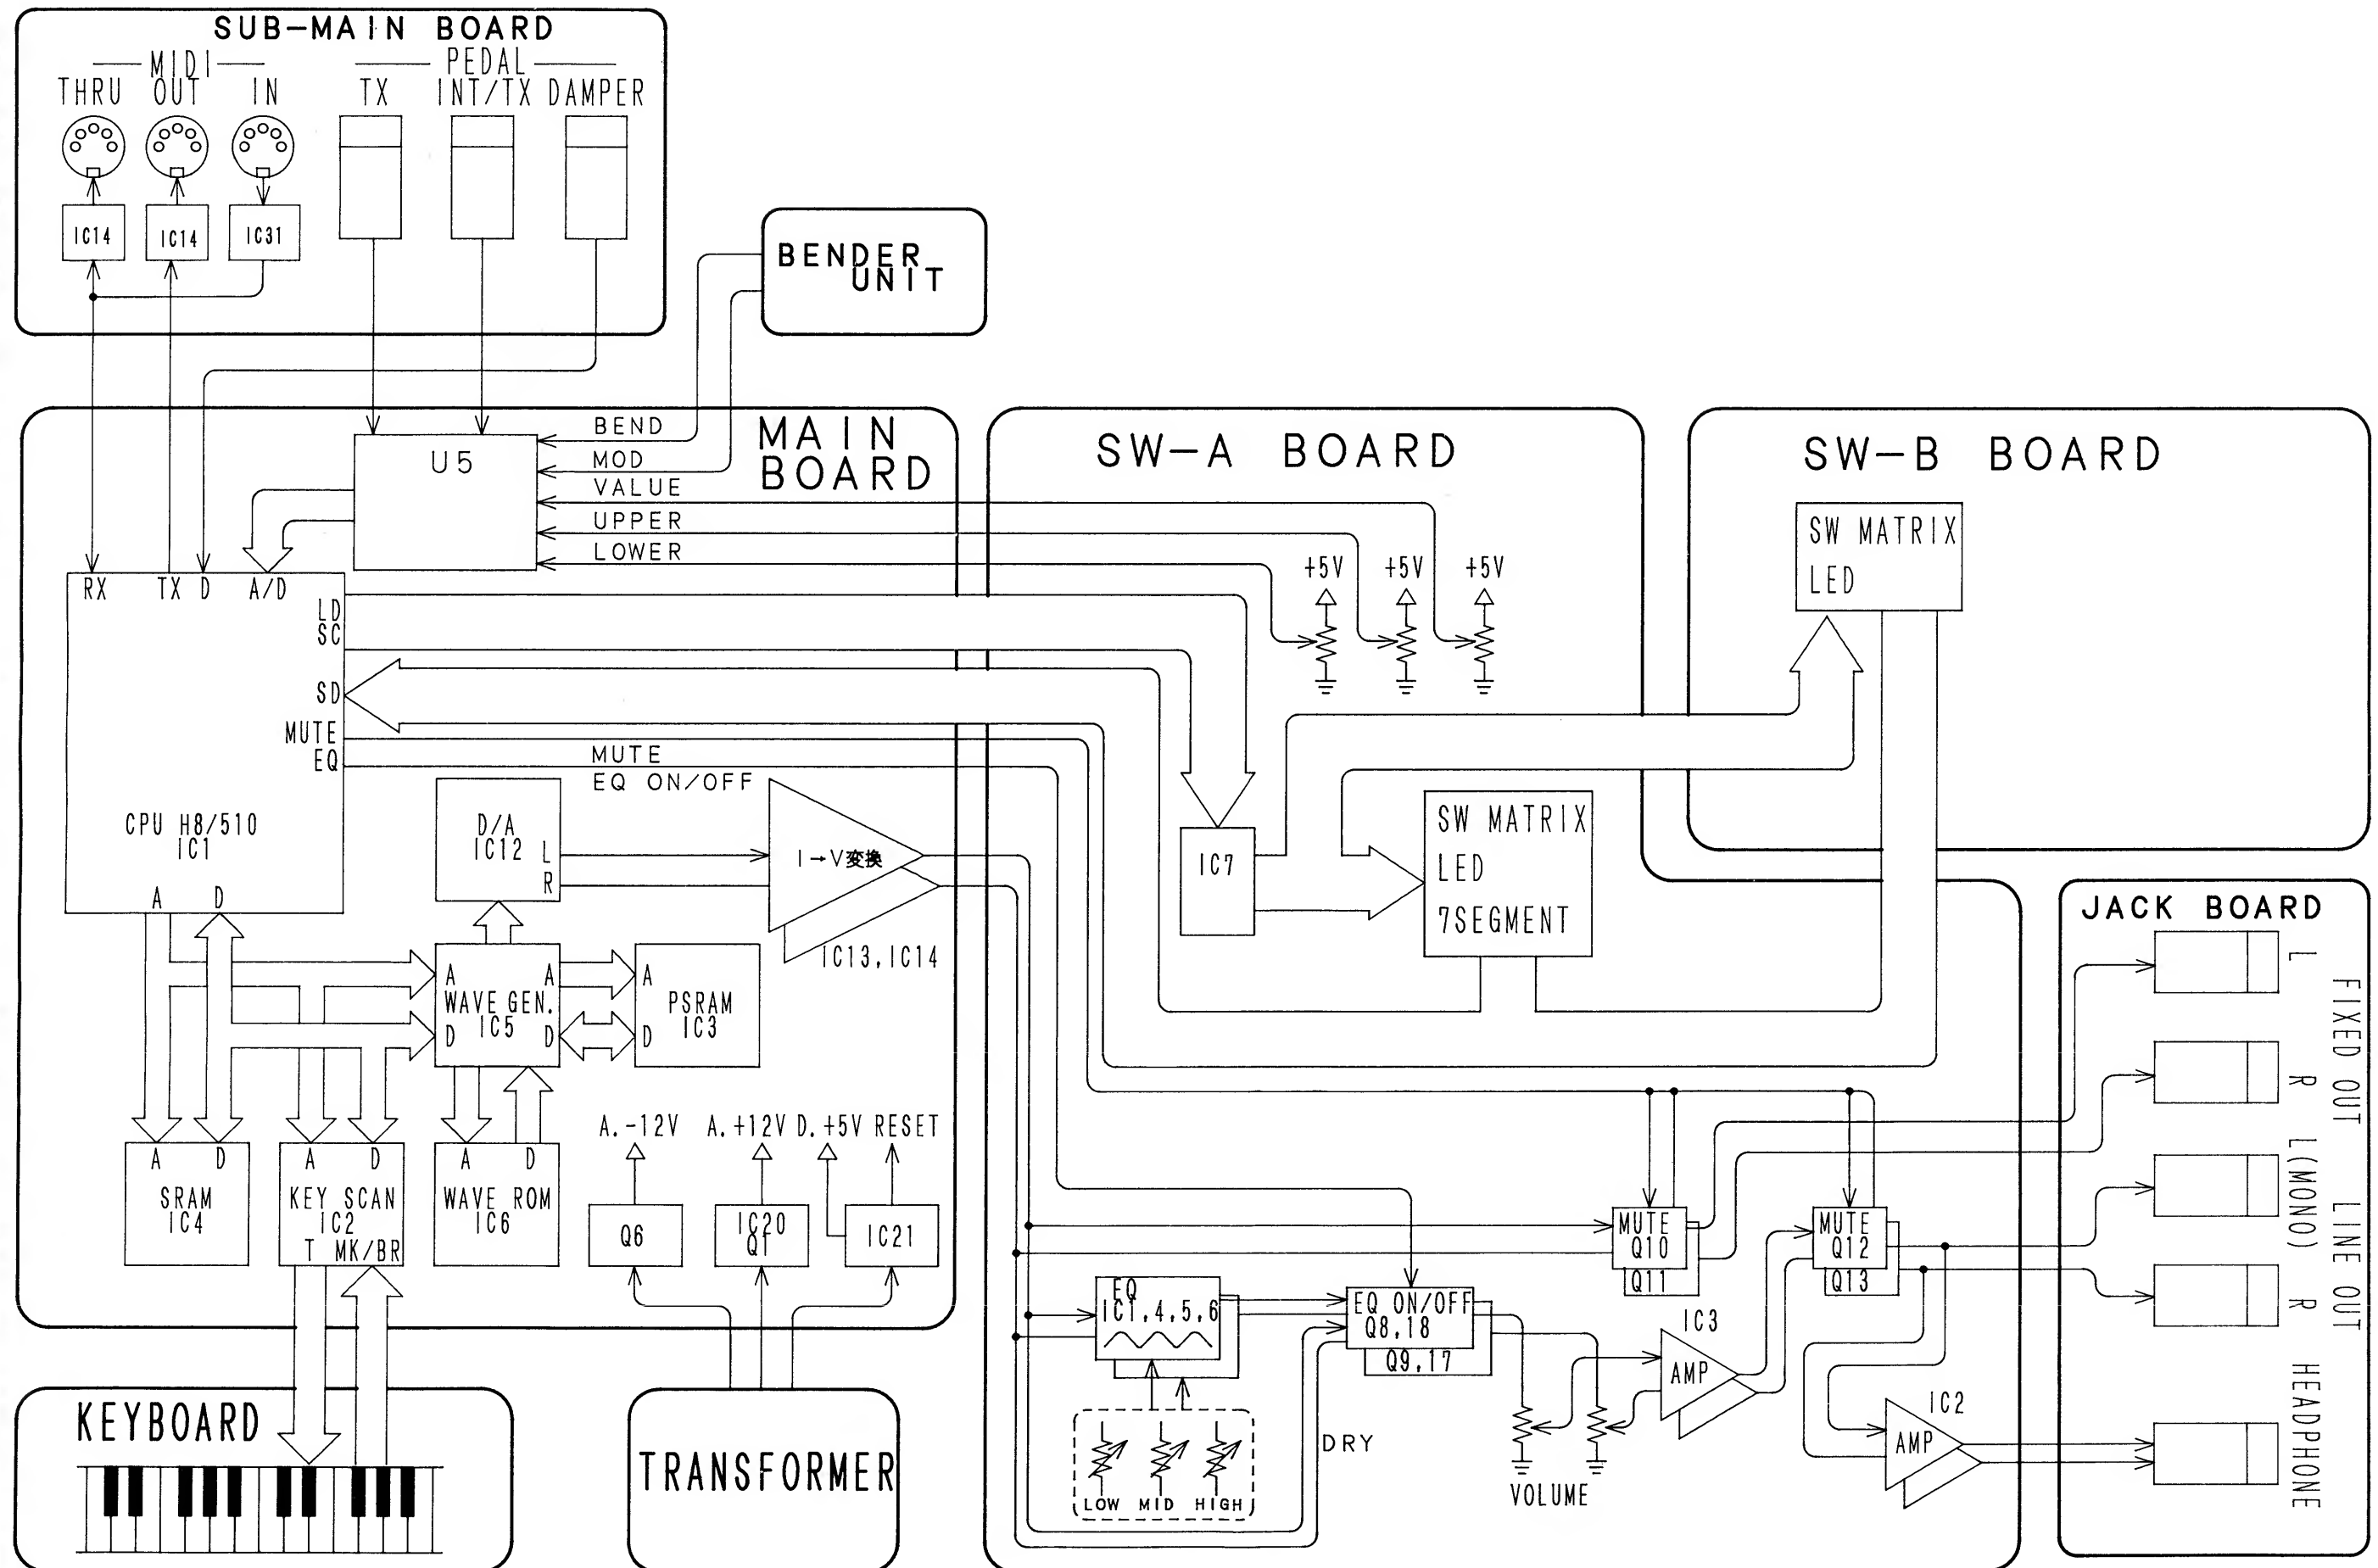 SUB-MAIN BOARD
MIDI
THRU OUT IN
PEDAL
TX INT/TX DAMPER
IC14
IC14
IC31
BENDER
UNIT
MAIN
BOARD
U5
BEND
MOD
VALUE
UPPER
LOWER
RX TX D A/D
LD
SC
SD
MUTE
EQ
MUTE
EQ ON/OFF
CPU H8/510
IC1
A D
D/A
IC12
L
R
I→V変換
IC13,IC14
A A
WAVE GEN.
IC5
D D
A
PSRAM
IC3
D
A D
SRAM
IC4
A D
KEY SCAN
IC2
T MK/BR
A D
WAVE ROM
IC6
A.-12V A.+12V D.+5V RESET
Q6
IC20
Q1
IC21
KEYBOARD
TRANSFORMER
SW-A BOARD
+5V +5V +5V
IC7
SW MATRIX
LED
7SEGMENT
SW-B BOARD
SW MATRIX
LED
MUTE
Q10
Q11
MUTE
Q12
Q13
EQ
IC1,4,5,6
EQ ON/OFF
Q8,18
Q9,17
LOW MID HIGH
DRY
VOLUME
IC3
AMP
IC2
AMP
JACK BOARD
L
R
FIXED OUT
L(MONO)
R
LINE OUT
HEADPHONE